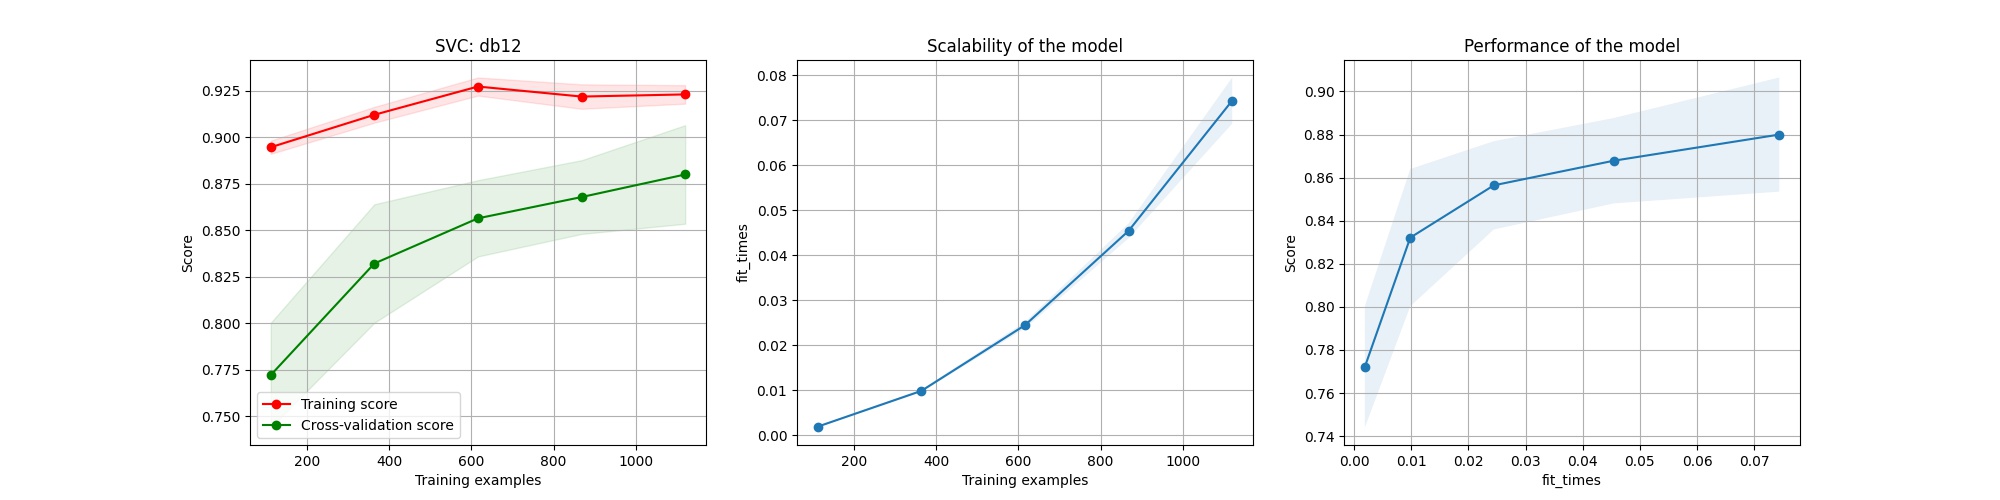 SVC: db12
0.925
0.900
0.875
0.850
0.825
0.800
0.775
0.750
Score
Training score
Cross-validation score
200 400 600 800 1000
Training examples
Scalability of the model
0.08
0.07
0.06
0.05
0.04
0.03
0.02
0.01
0.00
fit_times
200 400 600 800 1000
Training examples
Performance of the model
0.90
0.88
0.86
0.84
0.82
0.80
0.78
0.76
0.74
Score
0.00 0.01 0.02 0.03 0.04 0.05 0.06 0.07
fit_times